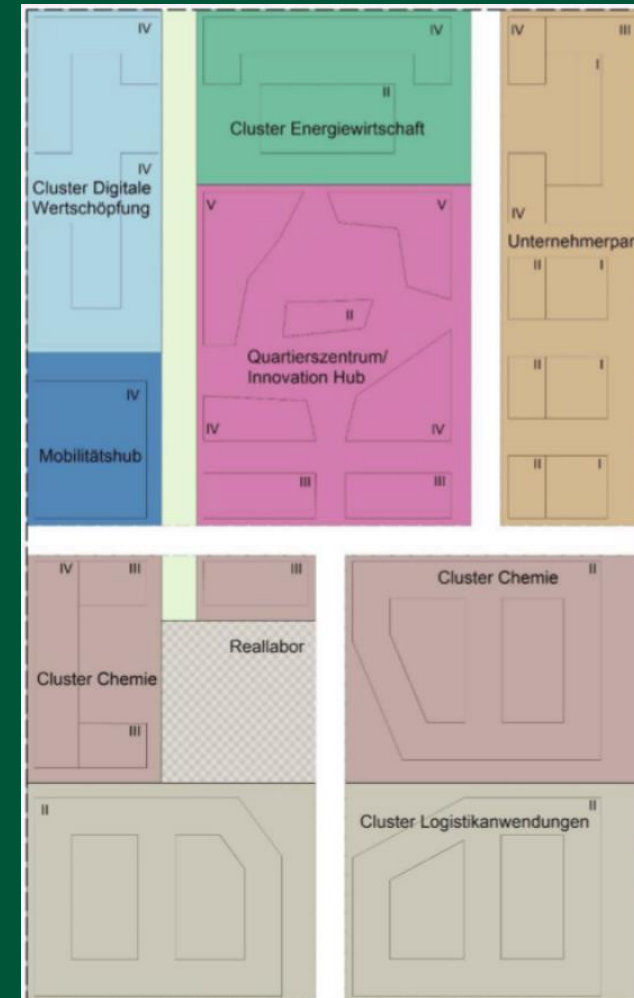 IV
IV
II
Cluster Energiewirtschaft
IV
III
I
IV
Cluster Digitale
Wertschöpfung
V
V
IV
Unternehmerpar
II
I
II
Quartierszentrum/
Innovation Hub
II
I
IV
Mobilitätshub
IV
IV
II
I
III
III
IV
III
III
Cluster Chemie
II
Reallabor
Cluster Chemie
III
II
Cluster Logistikanwendungen
II